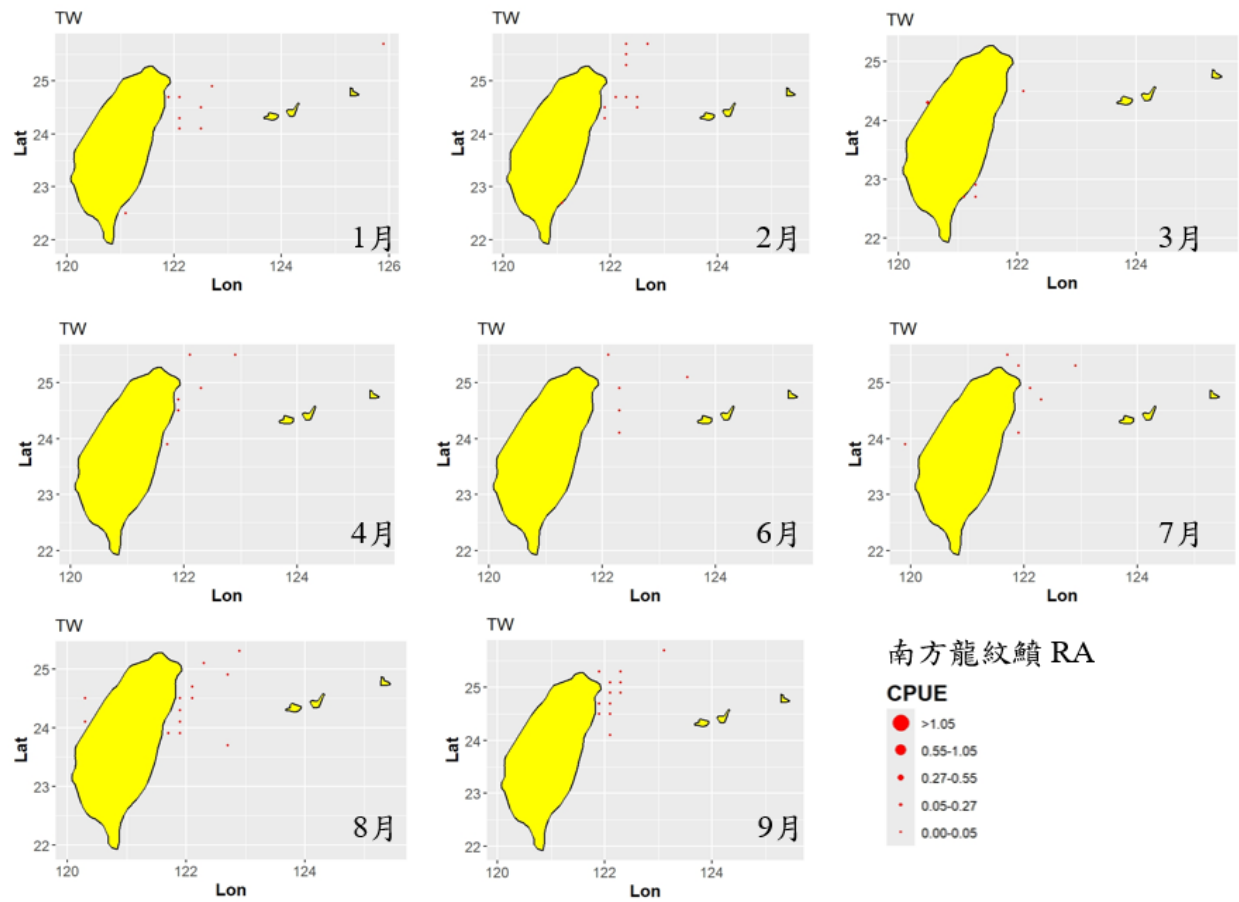 TW
25
24
23
22
Lat
120
122
124
126
Lon
1月
TW
25
24
23
22
Lat
120
122
124
Lon
2月
TW
25
24
23
22
Lat
120
122
124
Lon
3月
TW
25
24
23
22
Lat
120
122
124
Lon
4月
TW
25
24
23
22
Lat
120
122
124
Lon
6月
TW
25
24
23
22
Lat
120
122
124
Lon
7月
TW
25
24
23
22
Lat
120
122
124
Lon
8月
TW
25
24
23
22
Lat
120
122
124
Lon
9月
南方龍紋鱝 RA
CPUE
>1.05
0.55-1.05
0.27-0.55
0.05-0.27
0.00-0.05